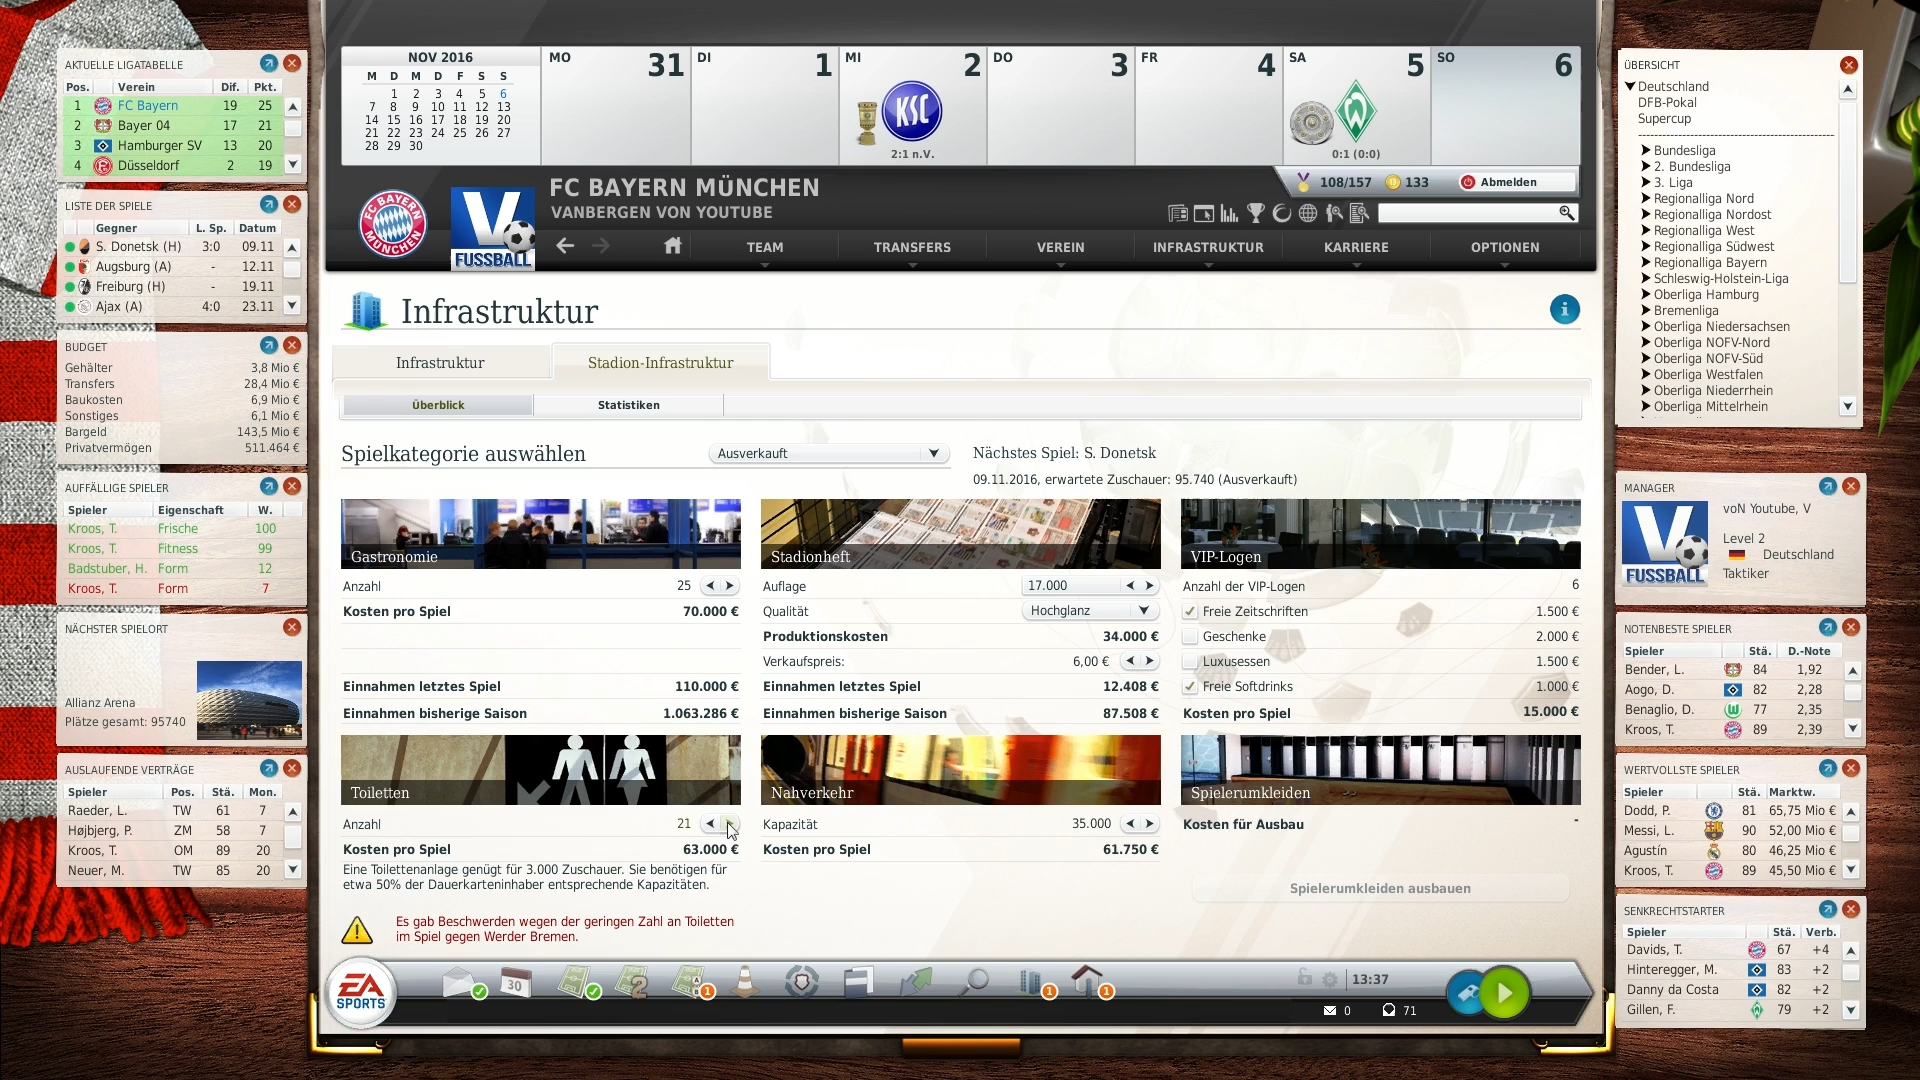 AKTUELLE LIGATABELLE
Pos. Verein Dif. Pkt.
1 FC Bayern 19 25
2 Bayer 04 17 21
3 Hamburger SV 13 20
4 Düsseldorf 2 19
LISTE DER SPIELE
Gegner L. Sp. Datum
S. Donetsk (H) 3:0 09.11
Augsburg (A) - 12.11
Freiburg (H) - 19.11
Ajax (A) 4:0 23.11
BUDGET
Gehälter 3,8 Mio €
Transfers 28,4 Mio €
Baukosten 6,9 Mio €
Sonstiges 6,1 Mio €
Bargeld 143,5 Mio €
Privatvermögen 511.464 €
AUFFÄLLIGE SPIELER
Spieler Eigenschaft W.
Kroos, T. Frische 100
Kroos, T. Fitness 99
Badstuber, H. Form 12
Kroos, T. Form 7
NÄCHSTER SPIELORT
Allianz Arena
Plätze gesamt: 95740
AUSLAUFENDE VERTRÄGE
Spieler Pos. Stä. Mon.
Raeder, L. TW 61 7
Højbjerg, P. ZM 58 7
Kroos, T. OM 89 20
Neuer, M. TW 85 20
NOV 2016
M D M D F S S
1 2 3 4 5 6
7 8 9 10 11 12 13
14 15 16 17 18 19 20
21 22 23 24 25 26 27
28 29 30
MO 31
DI 1
MI 2
KSC
2:1 n.V.
DO 3
FR 4
SA 5
0:1 (0:0)
SO 6
108/157 133 Abmelden
FC BAYERN MÜNCHEN
V
FUSSBALL
FC BAYERN MÜNCHEN
VANBERGEN VON YOUTUBE
TEAM TRANSFERS VEREIN INFRASTRUKTUR KARRIERE OPTIONEN
Infrastruktur
i
Infrastruktur Stadion-Infrastruktur
Überblick Statistiken
Spielkategorie auswählen Ausverkauft
Nächstes Spiel: S. Donetsk
09.11.2016, erwartete Zuschauer: 95.740 (Ausverkauft)
Gastronomie
Anzahl 25
Kosten pro Spiel 70.000 €
Einnahmen letztes Spiel 110.000 €
Einnahmen bisherige Saison 1.063.286 €
Stadionheft
Auflage 17.000
Qualität Hochglanz
Produktionskosten 34.000 €
Verkaufspreis: 6,00 €
Einnahmen letztes Spiel 12.408 €
Einnahmen bisherige Saison 87.508 €
VIP-Logen
Anzahl der VIP-Logen 6
Freie Zeitschriften 1.500 €
Geschenke 2.000 €
Luxusessen 1.500 €
Freie Softdrinks 1.000 €
Kosten pro Spiel 15.000 €
Toiletten
Anzahl 21
Kosten pro Spiel 63.000 €
Eine Toilettenanlage genügt für 3.000 Zuschauer. Sie benötigen für
etwa 50% der Dauerkarteninhaber entsprechende Kapazitäten.
Es gab Beschwerden wegen der geringen Zahl an Toiletten
im Spiel gegen Werder Bremen.
Nahverkehr
Kapazität 35.000
Kosten pro Spiel 61.750 €
Spielerumkleiden
Kosten für Ausbau -
Spielerumkleiden ausbauen
EA
SPORTS
30
2
1
1
1
13:37
0 71
ÜBERSICHT
Deutschland
DFB-Pokal
Supercup
Bundesliga
2. Bundesliga
3. Liga
Regionalliga Nord
Regionalliga Nordost
Regionalliga West
Regionalliga Südwest
Regionalliga Bayern
Schleswig-Holstein-Liga
Oberliga Hamburg
Bremenliga
Oberliga Niedersachsen
Oberliga NOFV-Nord
Oberliga NOFV-Süd
Oberliga Westfalen
Oberliga Niederrhein
Oberliga Mittelrhein
MANAGER
V
FUSSBALL
voN Youtube, V
Level 2
Deutschland
Taktiker
NOTENBESTE SPIELER
Spieler Stä. D.-Note
Bender, L. 84 1,92
Aogo, D. 82 2,28
Benaglio, D. 77 2,35
Kroos, T. 89 2,39
WERTVOLLSTE SPIELER
Spieler Stä. Marktw.
Dodd, P. 81 65,75 Mio €
Messi, L. 90 52,00 Mio €
Agustín 80 46,25 Mio €
Kroos, T. 89 45,50 Mio €
SENKRECHTSTARTER
Spieler Stä. Verb.
Davids, T. 67 +4
Hinteregger, M. 83 +2
Danny da Costa 82 +2
Gillen, F. 79 +2